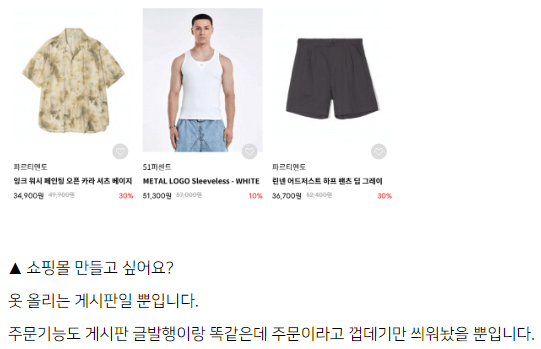 파르티멘토
잉크 워시 페인팅 오픈 카라 셔츠 베이지
34,900원 49,900원 30%
51퍼센트
METAL LOGO Sleeveless - WHITE
51,300원 57,000원 10%
파르티멘토
린넨 어드저스트 하프 팬츠 딥 그레이
36,700원 52,400원 30%
▲ 쇼핑몰 만들고 싶어요?
옷 올리는 게시판일 뿐입니다.
주문기능도 게시판 글발행이랑 똑같은데 주문이라고 껍데기만 씌워놨을 뿐입니다.